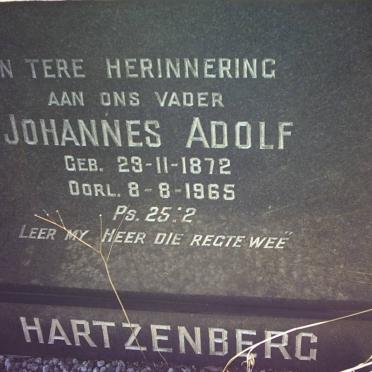 N TERE HERINNERING
AAN ONS VADER
JOHANNES ADOLF
GEB. 29-11-1872
OORL. 8-8-1965
PS. 25:2
LEER MY HEER DIE REGTE WEË"
HARTZENBERG